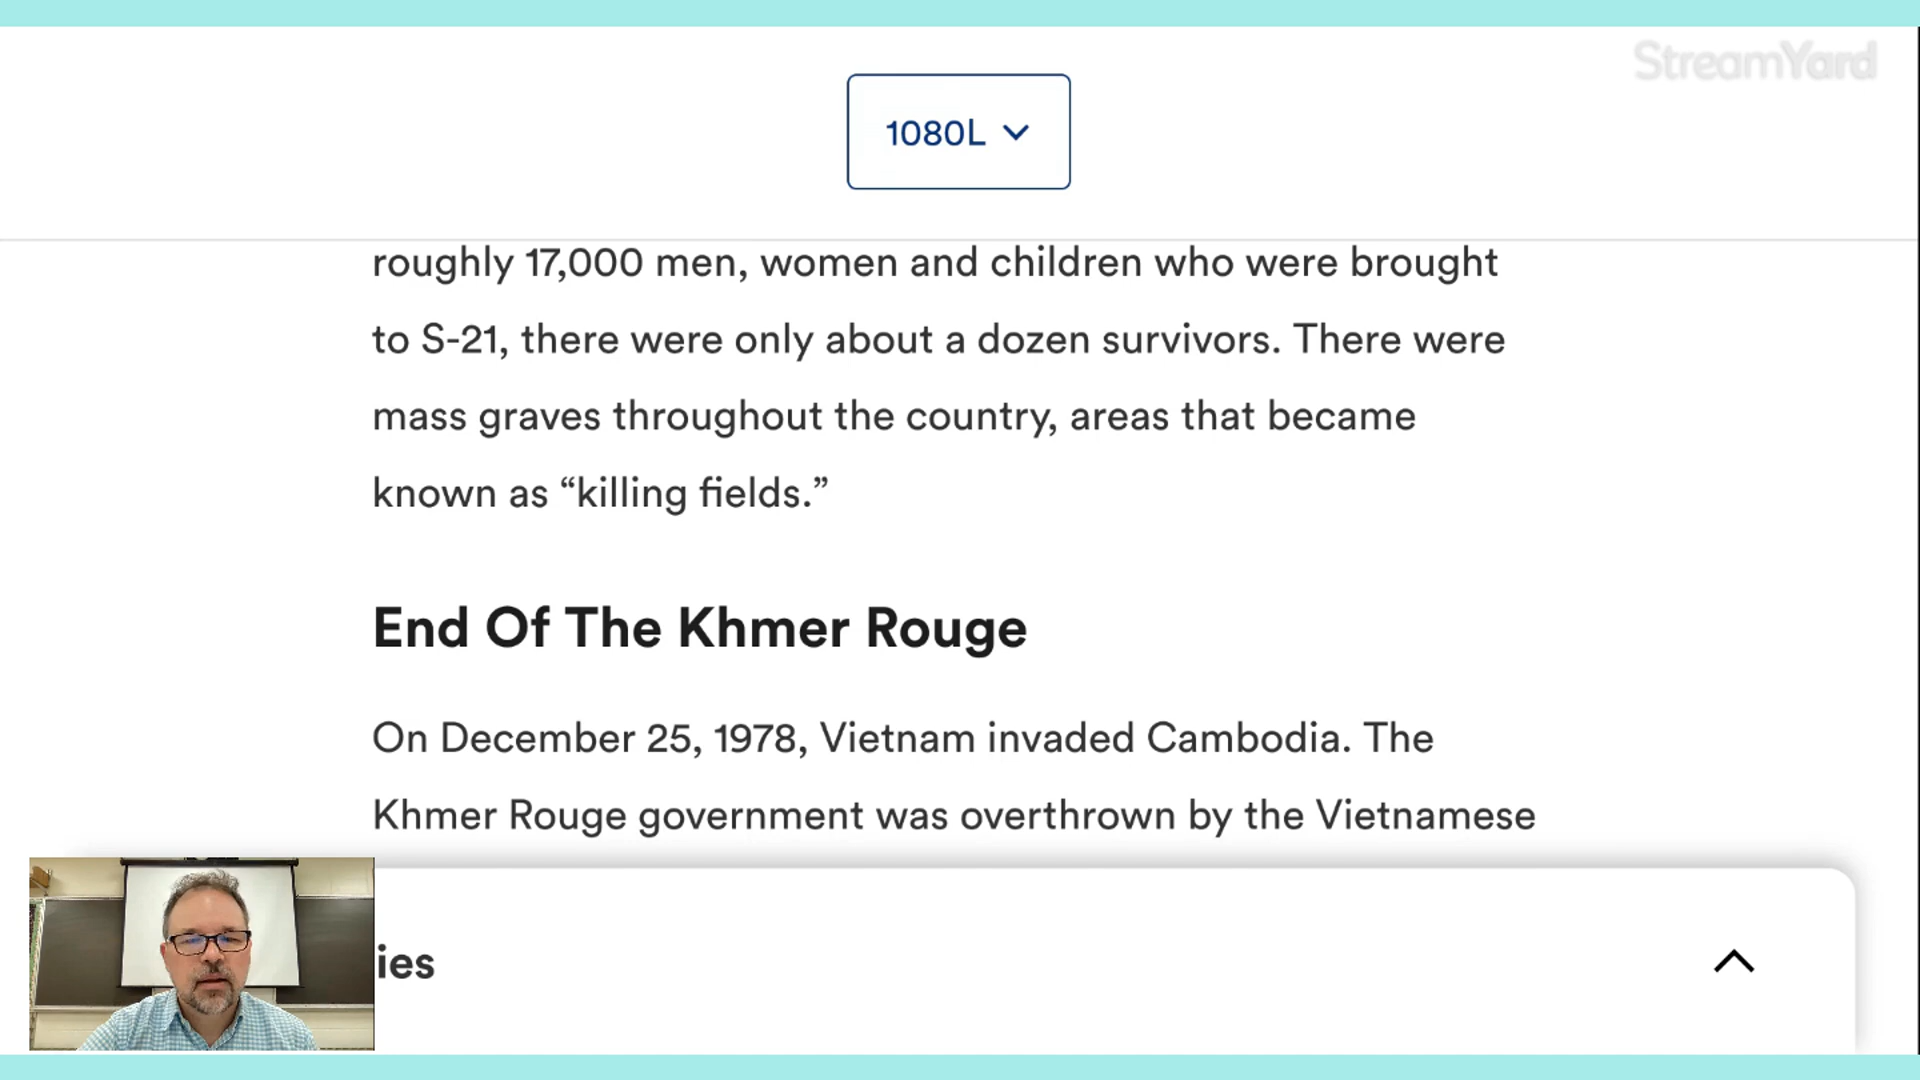 StreamYard
1080L
roughly 17,000 men, women and children who were brought
to S-21, there were only about a dozen survivors. There were
mass graves throughout the country, areas that became
known as “killing fields.”
End Of The Khmer Rouge
On December 25, 1978, Vietnam invaded Cambodia. The
Khmer Rouge government was overthrown by the Vietnamese
ies